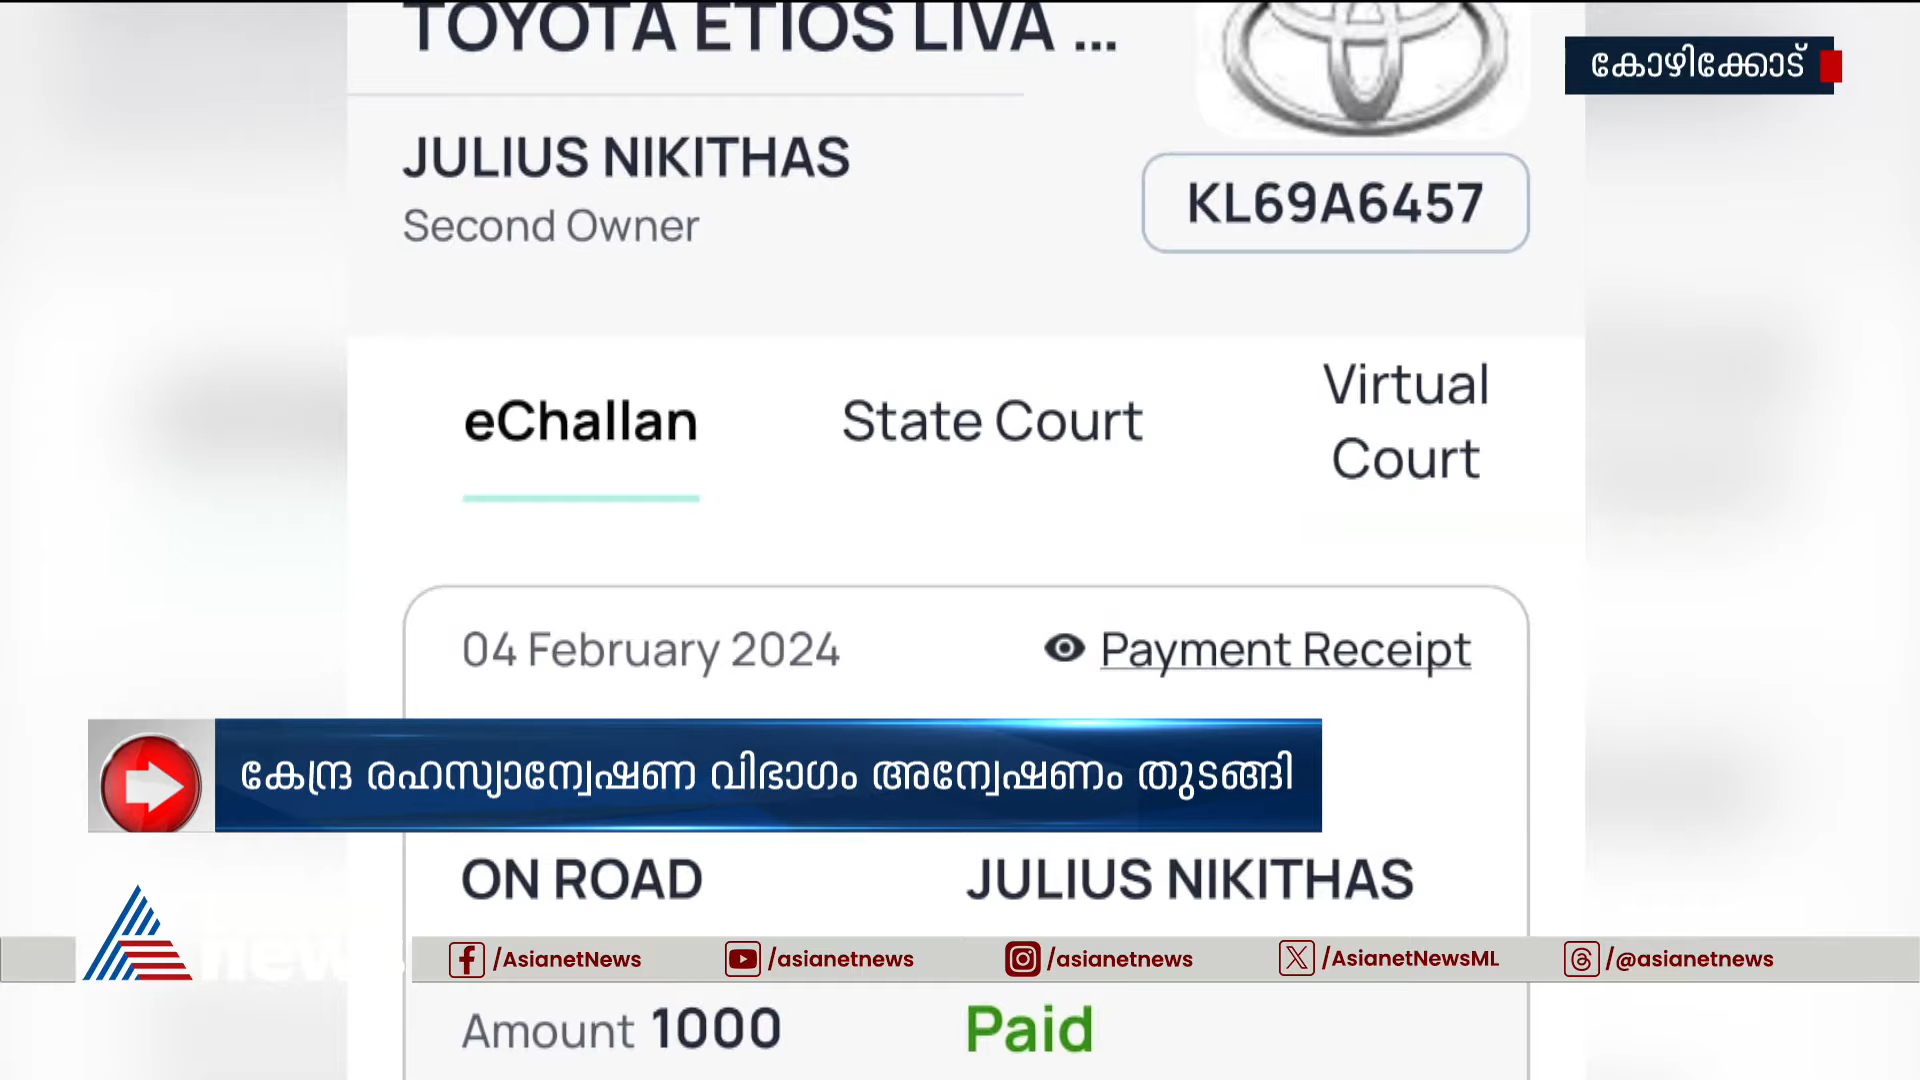 TOYOTA ETIOS LIVA ...
കോഴിക്കോട്
JULIUS NIKITHAS
Second Owner
KL69A6457
eChallan
State Court
Virtual
Court
04 February 2024
Payment Receipt
കേന്ദ്ര രഹസ്യാന്വേഷണ വിഭാഗം അന്വേഷണം തുടങ്ങി
ON ROAD
JULIUS NIKITHAS
news
/AsianetNews
/asianetnews
/asianetnews
/AsianetNewsML
/@asianetnews
Amount 1000
Paid